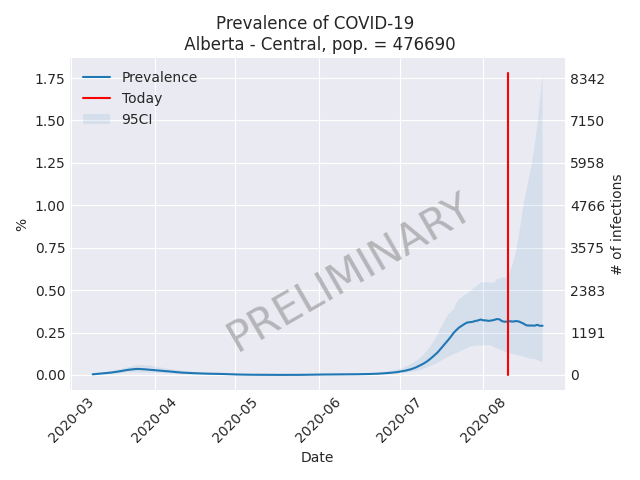 Prevalence of COVID-19
Alberta - Central, pop. = 476690
Prevalence
Today
95CI
PRELIMINARY
%
1.75
1.50
1.25
1.00
0.75
0.50
0.25
0.00
8342
7150
5958
4766
3575
2383
1191
0
# of infections
2020-03
2020-04
2020-05
2020-06
2020-07
2020-08
Date